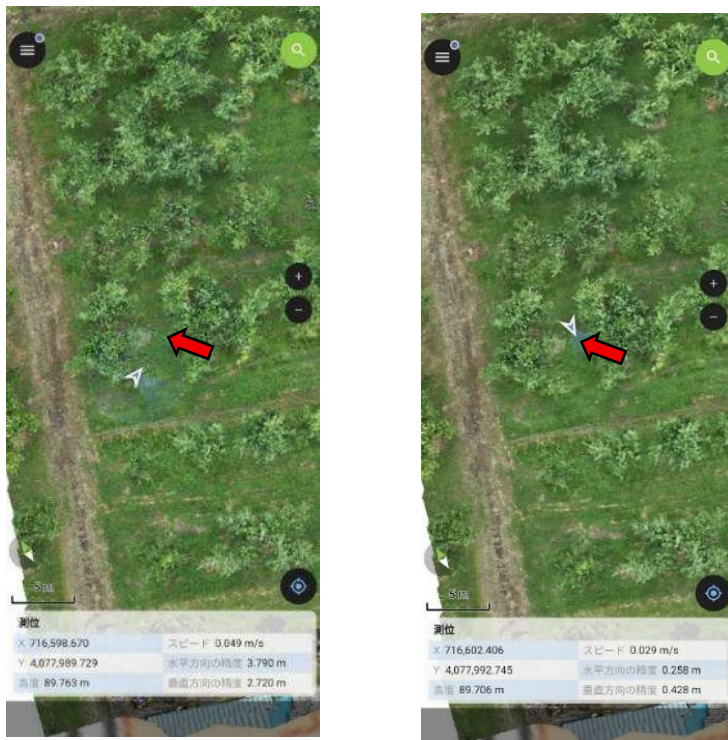 5 m
測位
X 716,598.670 スピード 0.049 m/s
Y 4,077,989.729 水平方向の精度 3.790 m
高度 89.763 m 垂直方向の精度 2.720 m
5 m
測位
X 716,602.406 スピード 0.029 m/s
Y 4,077,992.745 水平方向の精度 0.258 m
高度 89.706 m 垂直方向の精度 0.428 m